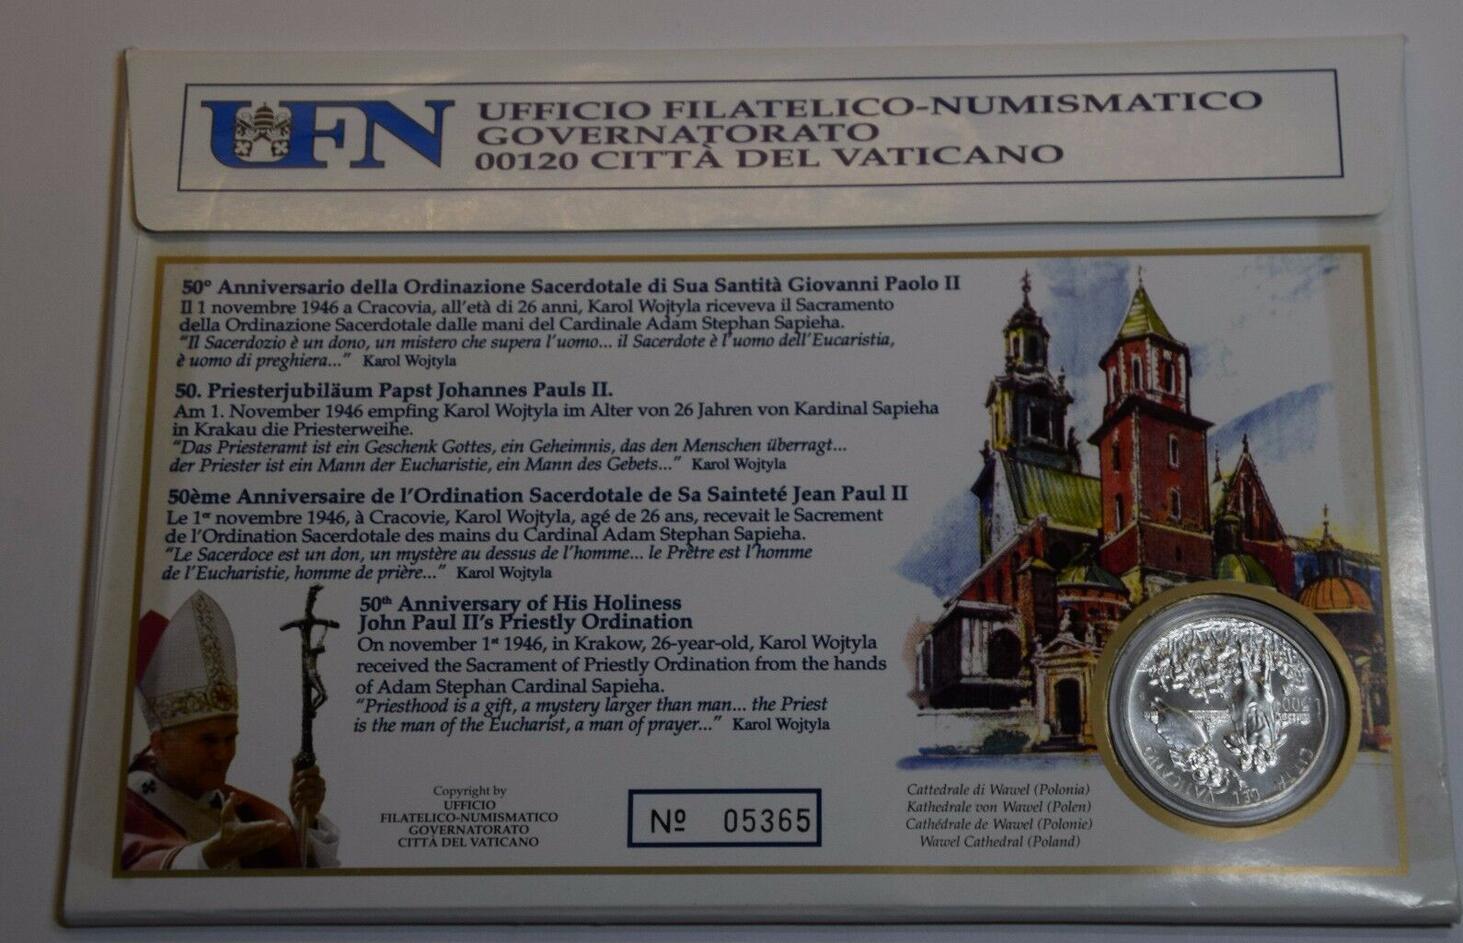 UFN
UFFICIO FILATELICO-NUMISMATICO
GOVERNATORATO
00120 CITTÀ DEL VATICANO
50° Anniversario della Ordinazione Sacerdotale di Sua Santità Giovanni Paolo II
Il 1 novembre 1946 a Cracovia, all'età di 26 anni, Karol Wojtyla riceveva il Sacramento
della Ordinazione Sacerdotale dalle mani del Cardinale Adam Stephan Sapieha.
"Il Sacerdozio è un dono, un mistero che supera l'uomo... il Sacerdote è l'uomo dell'Eucaristia,
è uomo di preghiera..." Karol Wojtyla
50. Priesterjubiläum Papst Johannes Pauls II.
Am 1. November 1946 empfing Karol Wojtyla im Alter von 26 Jahren von Kardinal Sapieha
in Krakau die Priesterweihe.
"Das Priesteramt ist ein Geschenk Gottes, ein Geheimnis, das den Menschen überragt...
der Priester ist ein Mann der Eucharistie, ein Mann des Gebets..." Karol Wojtyla
50ème Anniversaire de l'Ordination Sacerdotale de Sa Sainteté Jean Paul II
Le 1er novembre 1946, à Cracovie, Karol Wojtyla, agé de 26 ans, recevait le Sacrement
de l'Ordination Sacerdotale des mains du Cardinal Adam Stephan Sapieha.
"Le Sacerdoce est un don, un mystère au dessus de l'homme... le Prêtre est l'homme
de l'Eucharistie, homme de prière..." Karol Wojtyla
50th Anniversary of His Holiness
John Paul II's Priestly Ordination
On november 1st 1946, in Krakow, 26-year-old, Karol Wojtyla
received the Sacrament of Priestly Ordination from the hands
of Adam Stephan Cardinal Sapieha.
"Priesthood is a gift, a mystery larger than man... the Priest
is the man of the Eucharist, a man of prayer..." Karol Wojtyla
Copyright by
UFFICIO
FILATELICO-NUMISMATICO
GOVERNATORATO
CITTÀ DEL VATICANO
Nº 05365
Cattedrale di Wawel (Polonia)
Kathedrale von Wawel (Polen)
Cathédrale de Wawel (Polonie)
Wawel Cathedral (Poland)
CITTA' DEL VATICANO
L. 500